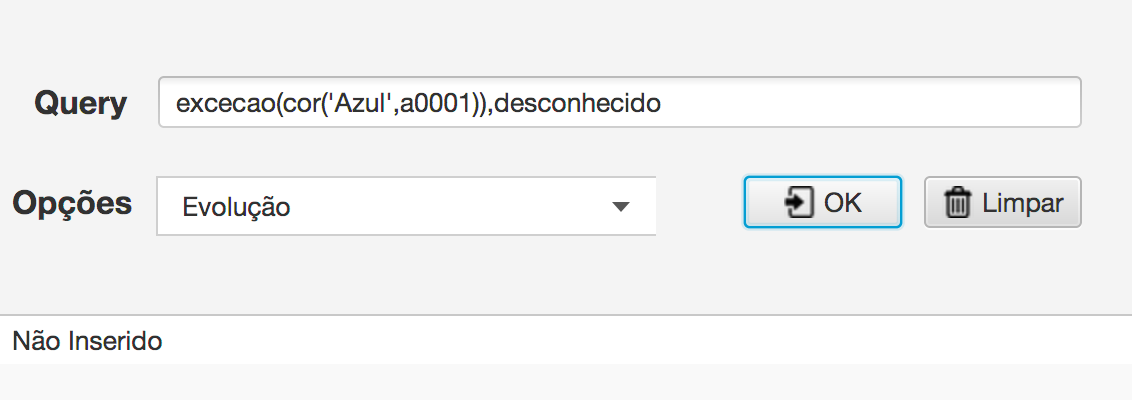 Query
excecao(cor('Azul',a0001)),desconhecido
Opções
Evolução
OK
Limpar
Não Inserido